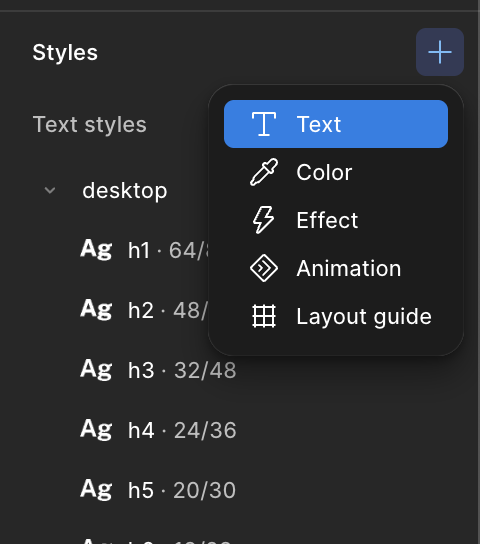 Styles
Text styles
Text
Color
Effect
Animation
Layout guide
desktop
Ag h1 · 64/
Ag h2 · 48/
Ag h3 · 32/48
Ag h4 · 24/36
Ag h5 · 20/30